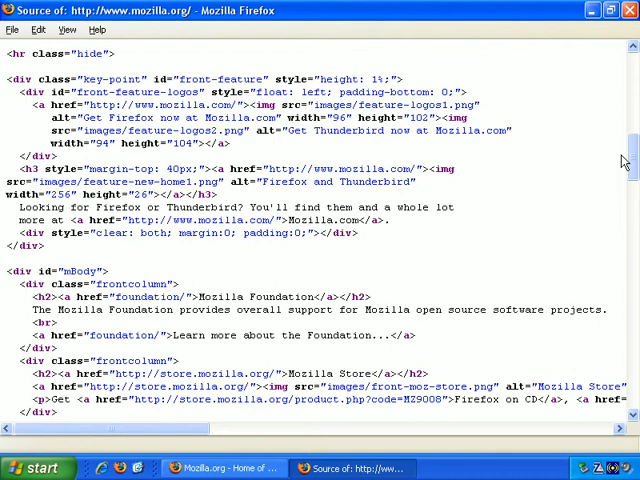 Source of: http://www.mozilla.org/ - Mozilla Firefox
File Edit View Help
<hr class="hide">
<div class="key-point" id="front-feature" style="height: 1%;">
<div id="front-feature-logos" style="float: left; padding-bottom: 0;">
<a href="http://www.mozilla.com/"><img src="images/feature-logos1.png"
alt="Get Firefox now at Mozilla.com" width="96" height="102"><img
src="images/feature-logos2.png" alt="Get Thunderbird now at Mozilla.com"
width="94" height="104"></a>
</div>
<h3 style="margin-top: 40px;"><a href="http://www.mozilla.com/"><img
src="images/feature-new-home1.png" alt="Firefox and Thunderbird"
width="256" height="26"></a></h3>
Looking for Firefox or Thunderbird? You'll find them and a whole lot
more at <a href="http://www.mozilla.com/">Mozilla.com</a>.
<div style="clear: both; margin:0; padding:0;"></div>
</div>
<div id="mBody">
<div class="frontcolumn">
<h2><a href="foundation/">Mozilla Foundation</a></h2>
The Mozilla Foundation provides overall support for Mozilla open source software projects.
<br>
<a href="foundation/">Learn more about the Foundation...</a>
</div>
<div class="frontcolumn">
<h2><a href="http://store.mozilla.org/">Mozilla Store</a></h2>
<a href="http://store.mozilla.org/"><img src="images/front-moz-store.png" alt="Mozilla Store"
<p>Get <a href="http://store.mozilla.org/product.php?code=MZ9008">Firefox on CD</a>, <a href=
</div>
start Mozilla.org - Home of ... Source of: http://ww...